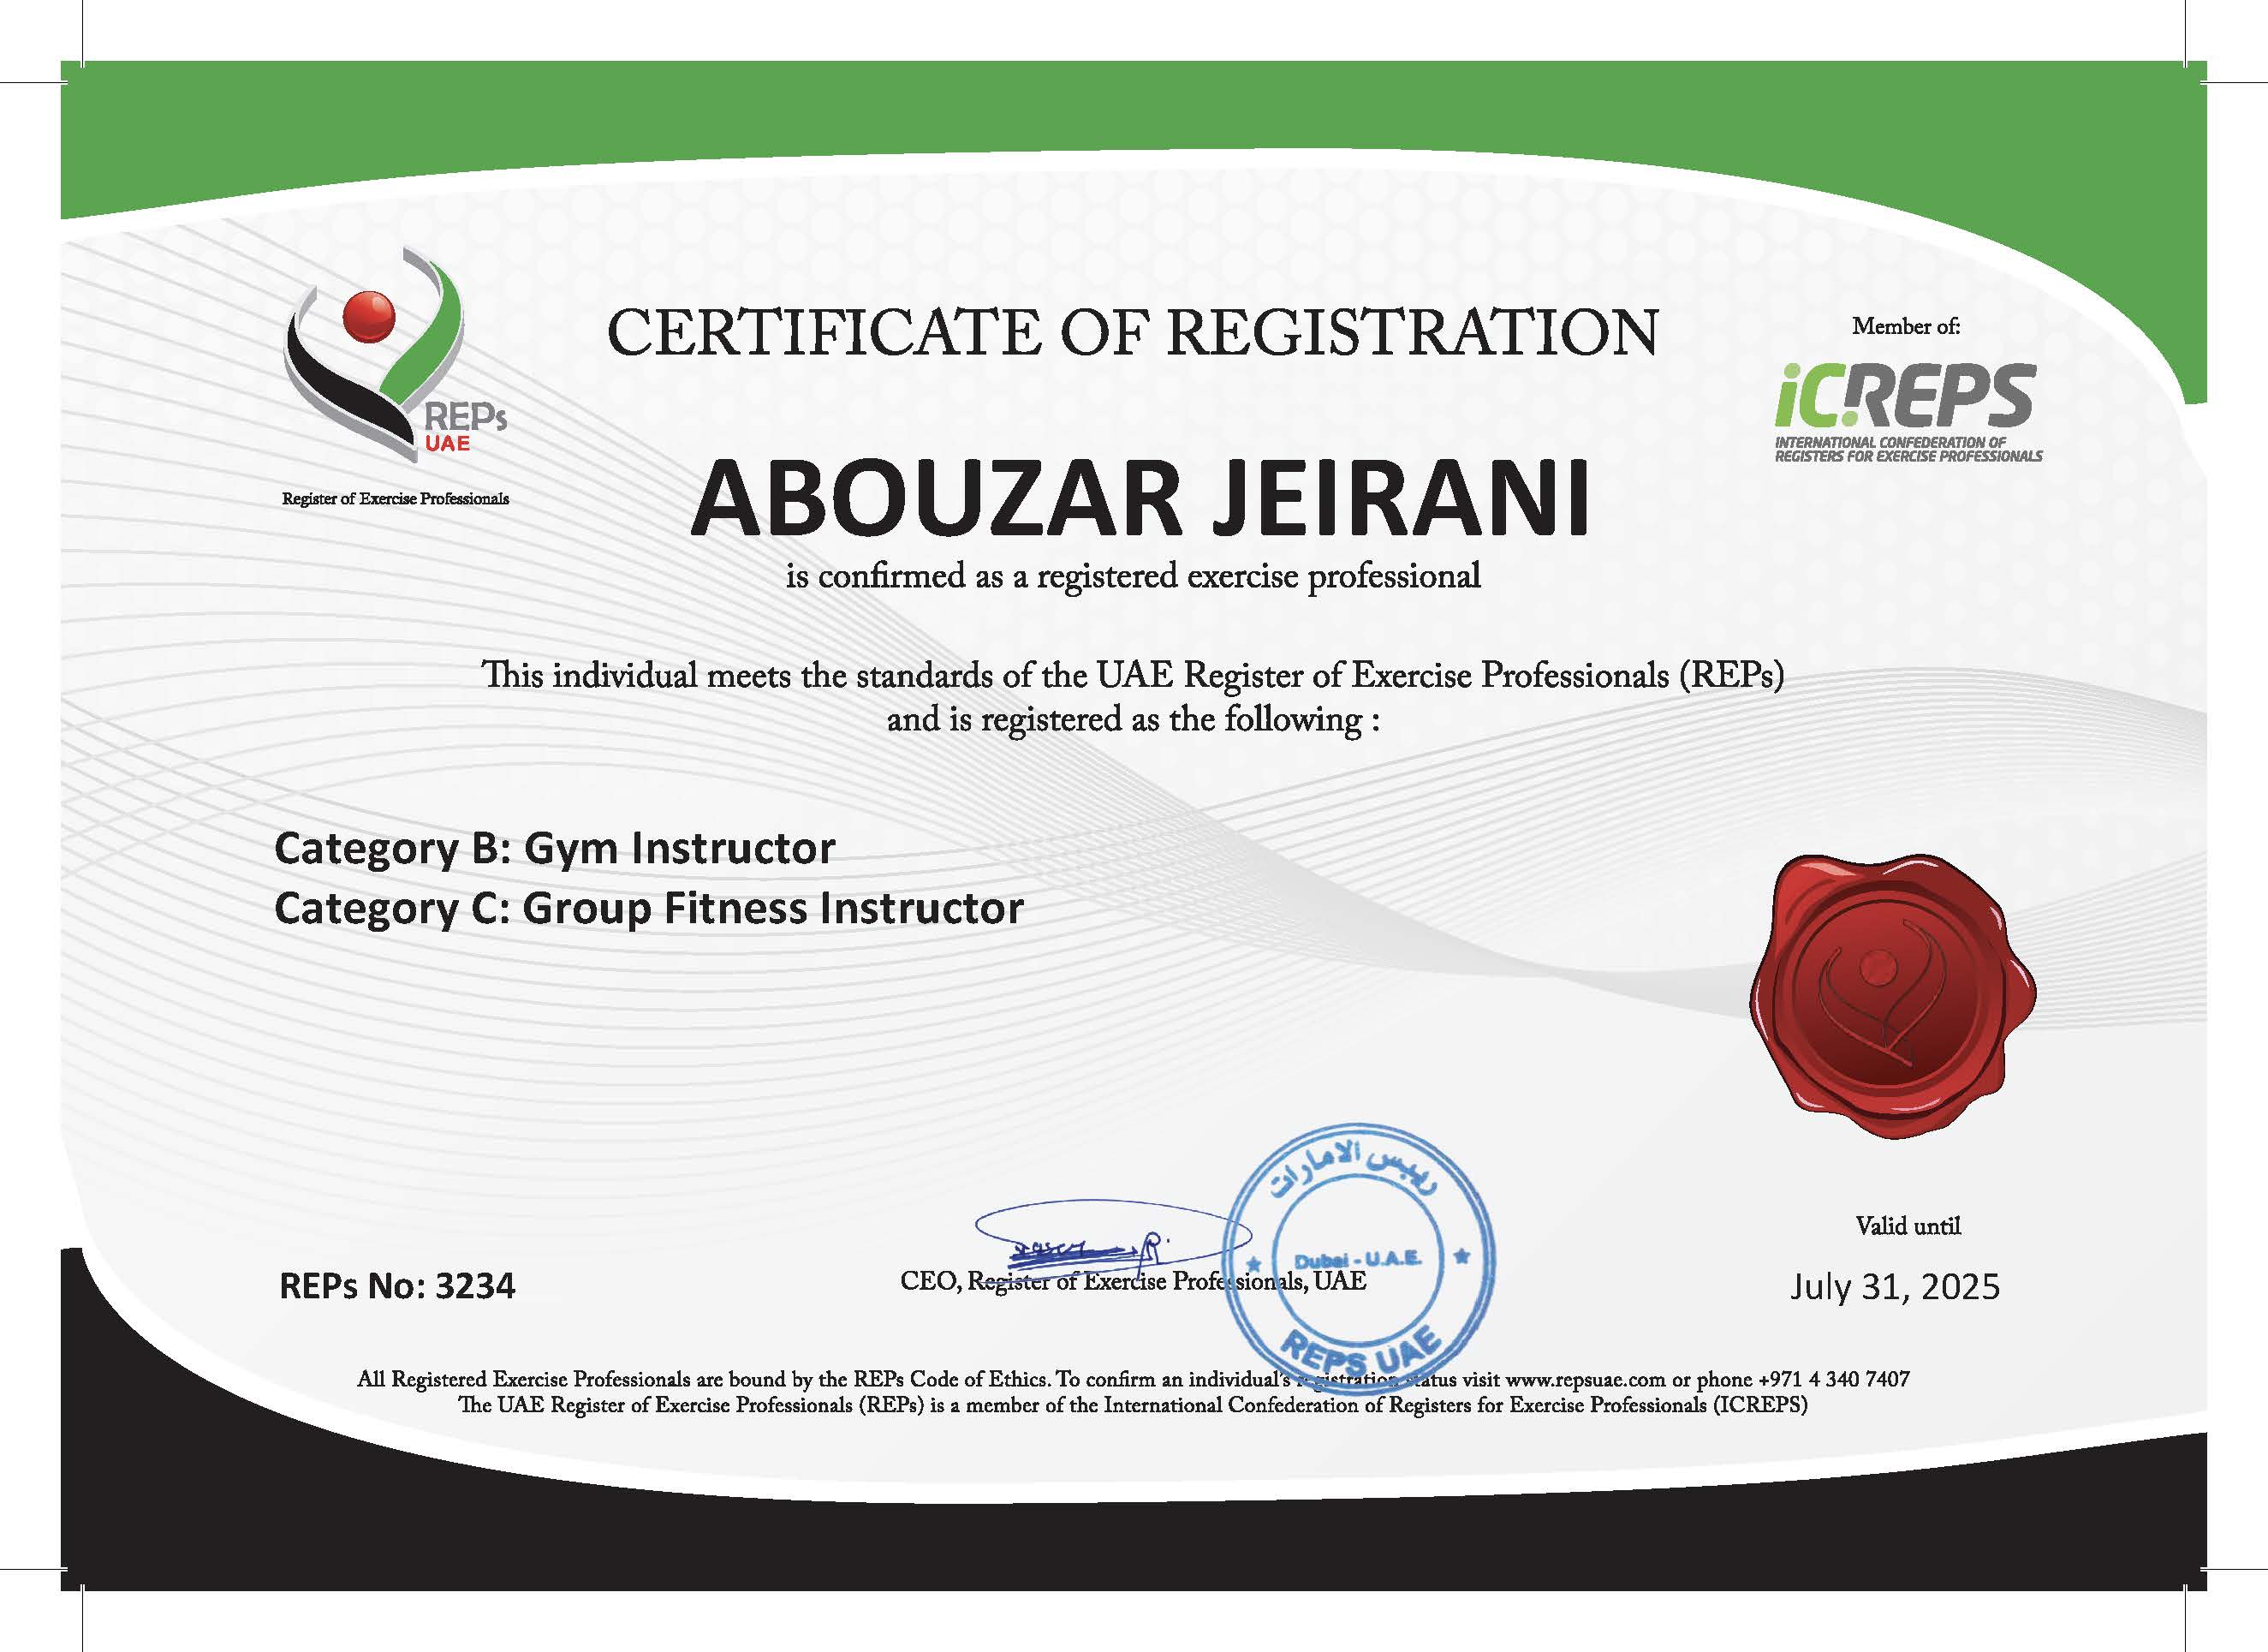 CERTIFICATE OF REGISTRATION
REPs
UAE
Register of Exercise Professionals
Member of:
iCREPS
INTERNATIONAL CONFEDERATION OF
REGISTERS FOR EXERCISE PROFESSIONALS
ABOUZAR JEIRANI
is confirmed as a registered exercise professional
This individual meets the standards of the UAE Register of Exercise Professionals (REPs)
and is registered as the following :
Category B: Gym Instructor
Category C: Group Fitness Instructor
ريبس الامارات
Dubai - U.A.E.
REPS UAE
REPs No: 3234
CEO, Register of Exercise Professionals, UAE
Valid until
July 31, 2025
All Registered Exercise Professionals are bound by the REPs Code of Ethics. To confirm an individual's registration status visit www.repsuae.com or phone +971 4 340 7407
The UAE Register of Exercise Professionals (REPs) is a member of the International Confederation of Registers for Exercise Professionals (ICREPS)